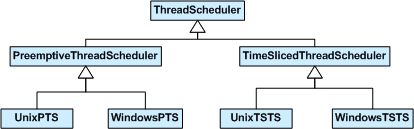 ThreadScheduler
PreemptiveThreadScheduler
TimeSlicedThreadScheduler
UnixPTS
WindowsPTS
UnixTSTS
WindowsTSTS